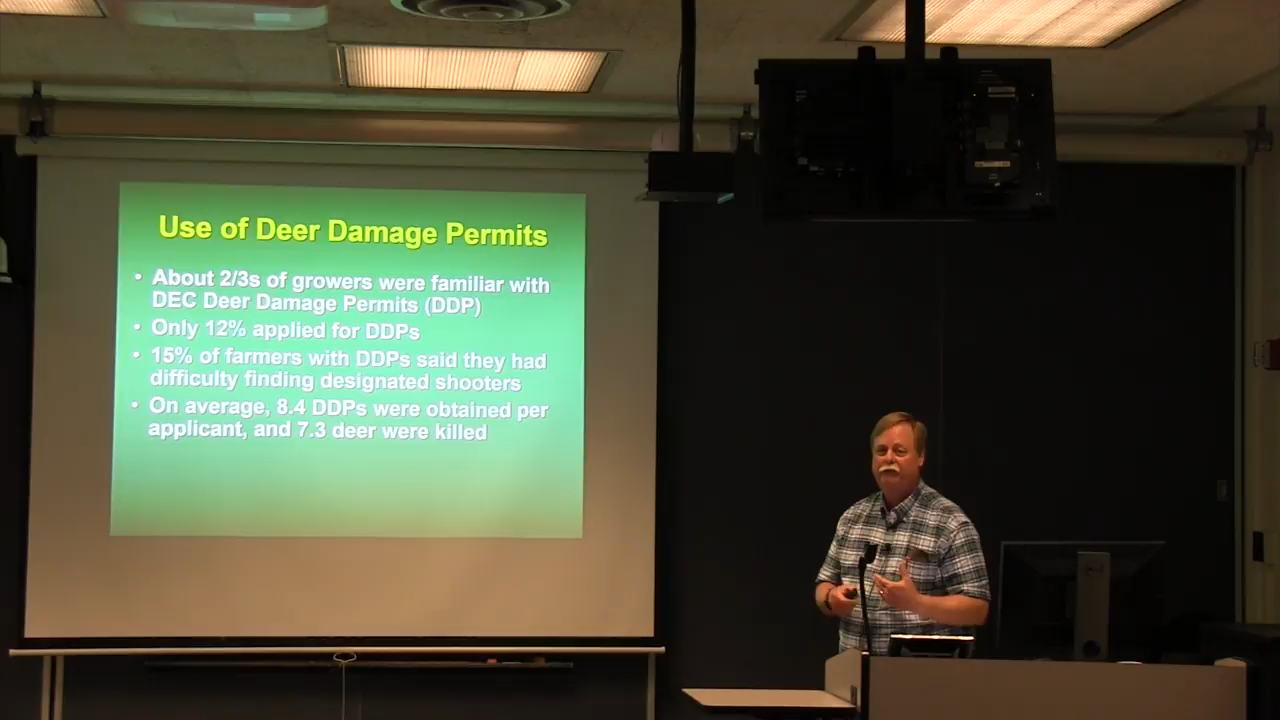 Use of Deer Damage Permits
• About 2/3s of growers were familiar with
DEC Deer Damage Permits (DDP)
• Only 12% applied for DDPs
• 15% of farmers with DDPs said they had
difficulty finding designated shooters
• On average, 8.4 DDPs were obtained per
applicant, and 7.3 deer were killed